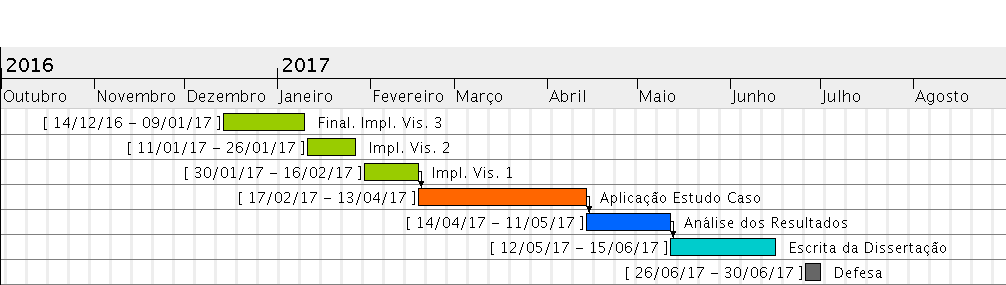 2016 2017
Outubro Novembro Dezembro Janeiro Fevereiro Março Abril Maio Junho Julho Agosto
[ 14/12/16 - 09/01/17 ] Final. Impl. Vis. 3
[ 11/01/17 - 26/01/17 ] Impl. Vis. 2
[ 30/01/17 - 16/02/17 ] Impl. Vis. 1
[ 17/02/17 - 13/04/17 ] Aplicação Estudo Caso
[ 14/04/17 - 11/05/17 ] Análise dos Resultados
[ 12/05/17 - 15/06/17 ] Escrita da Dissertação
[ 26/06/17 - 30/06/17 ] Defesa